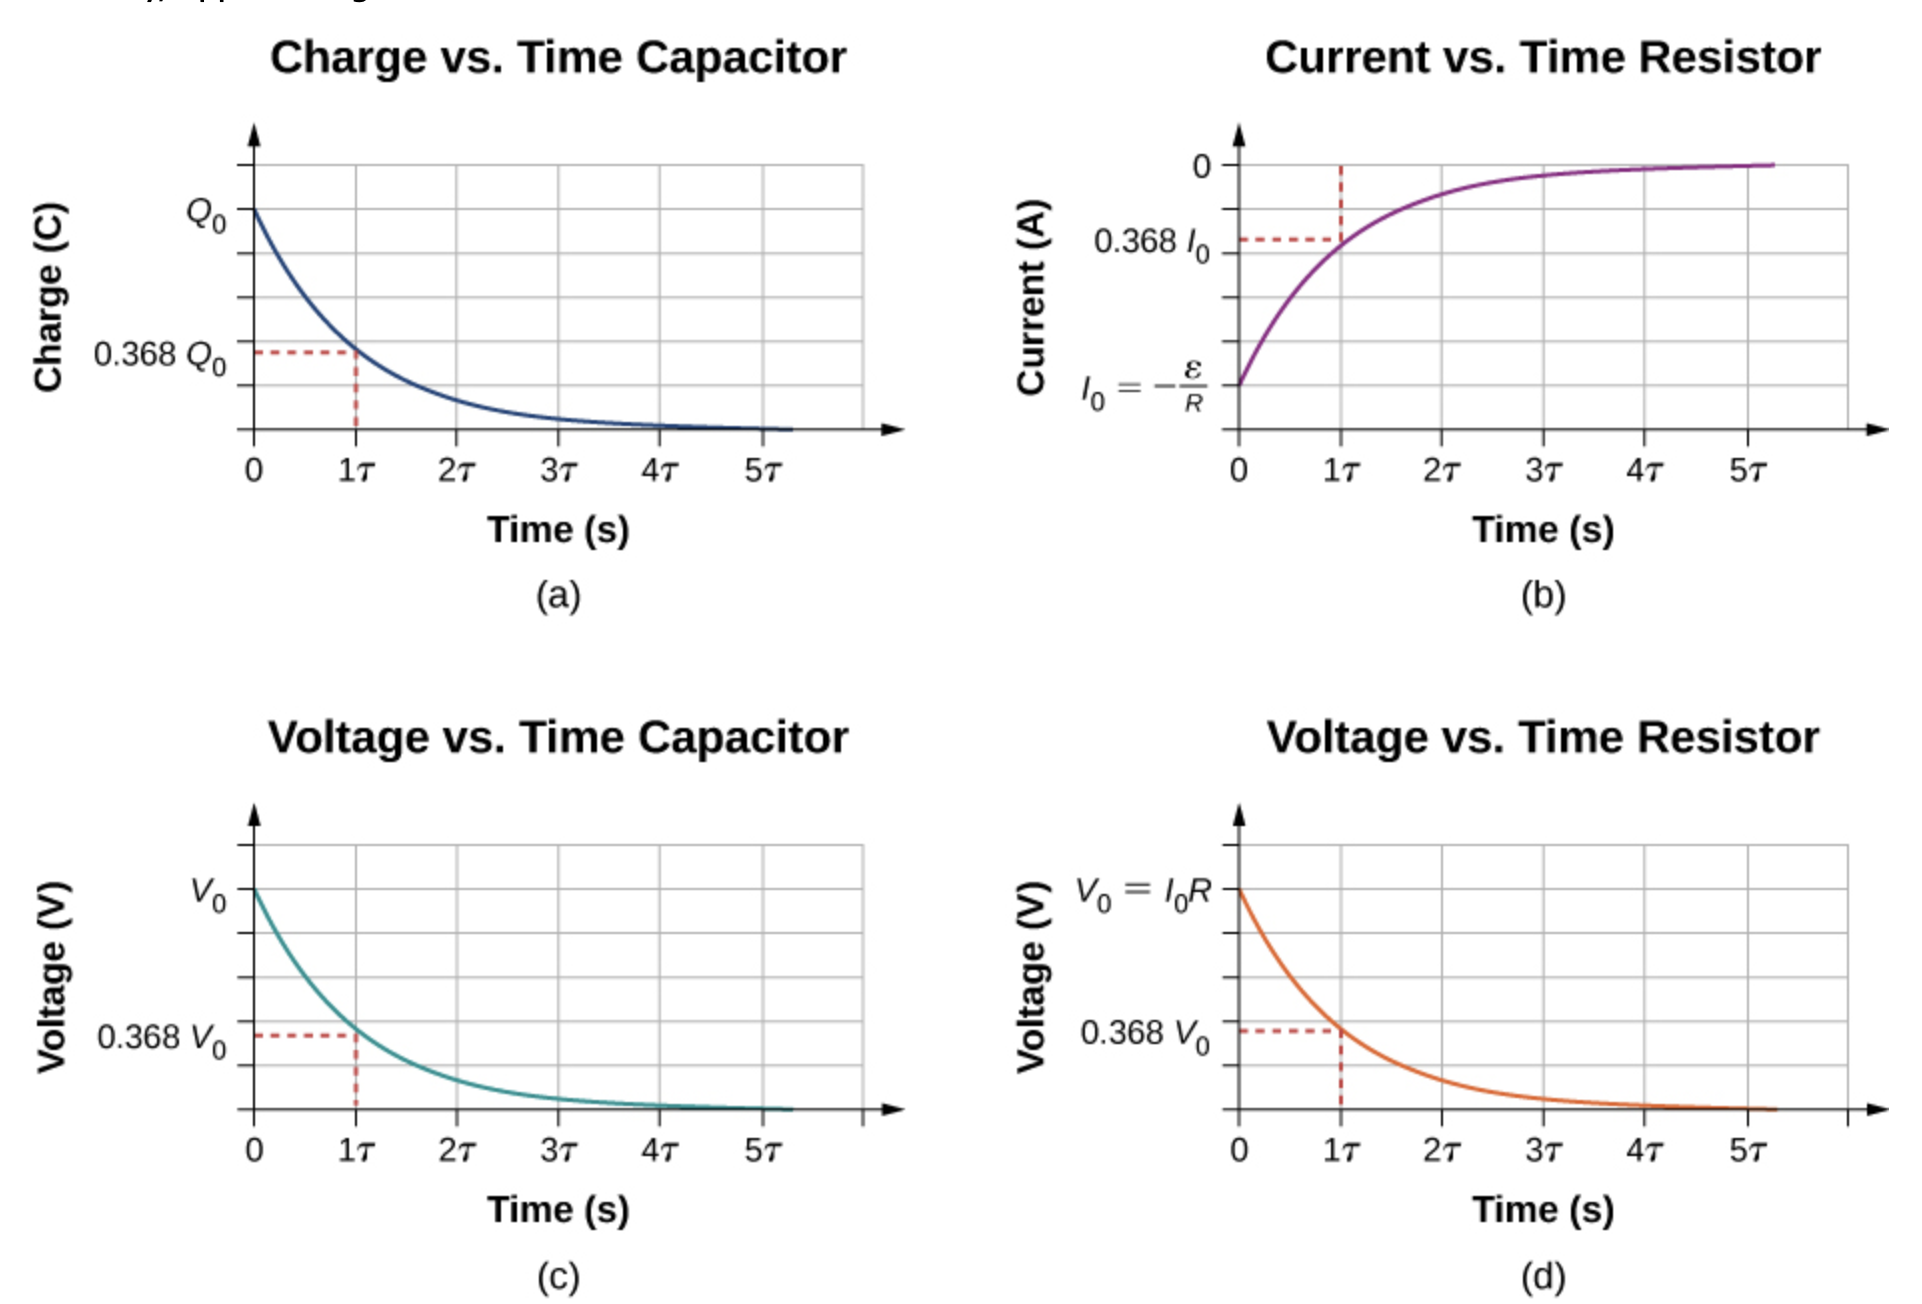 Charge vs. Time Capacitor
Charge (C)
Q₀
0.368 Q₀
0 1τ 2τ 3τ 4τ 5τ
Time (s)
(a)
Current vs. Time Resistor
Current (A)
0
0.368 I₀
I₀ = −ε/R
0 1τ 2τ 3τ 4τ 5τ
Time (s)
(b)
Voltage vs. Time Capacitor
Voltage (V)
V₀
0.368 V₀
0 1τ 2τ 3τ 4τ 5τ
Time (s)
(c)
Voltage vs. Time Resistor
Voltage (V)
V₀ = I₀R
0.368 V₀
0 1τ 2τ 3τ 4τ 5τ
Time (s)
(d)